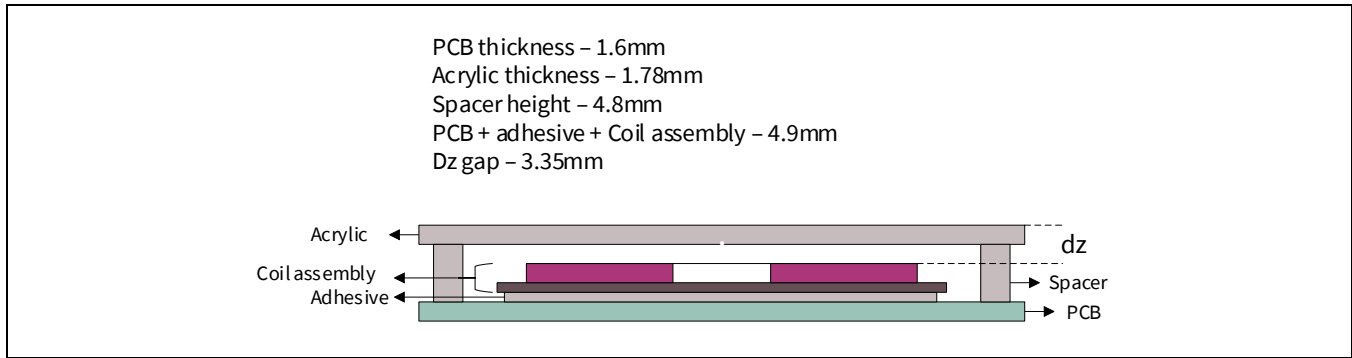 PCB thickness – 1.6mm
Acrylic thickness – 1.78mm
Spacer height – 4.8mm
PCB + adhesive + Coil assembly – 4.9mm
Dz gap – 3.35mm
Acrylic
dz
Coil assembly
Spacer
Adhesive
PCB